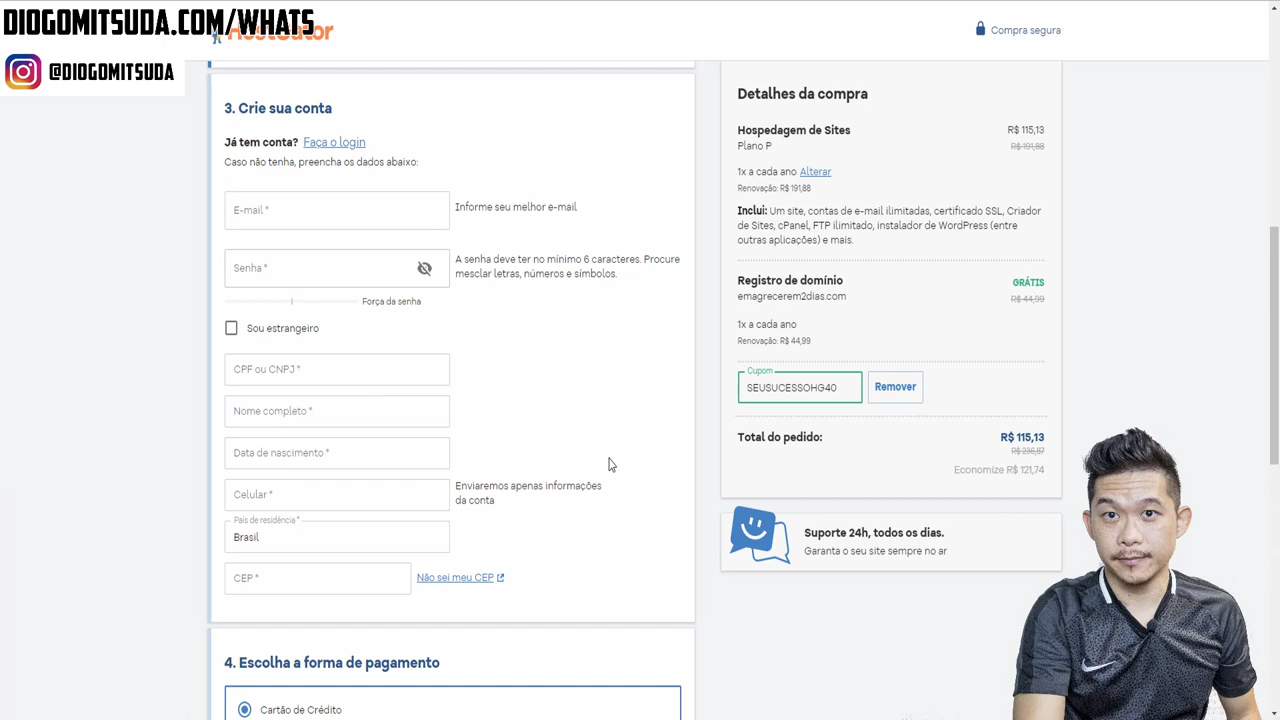 DIOGOMITSUDA.COM/WHATS
HostGator
@DIOGOMITSUDA
Compra segura
3. Crie sua conta
Já tem conta? Faça o login
Caso não tenha, preencha os dados abaixo:
E-mail *
Informe seu melhor e-mail
Senha *
A senha deve ter no mínimo 6 caracteres. Procure
mesclar letras, números e símbolos.
Força da senha
Sou estrangeiro
CPF ou CNPJ *
Nome completo *
Data de nascimento *
Celular *
Enviaremos apenas informações
da conta
País de residência *
Brasil
CEP *
Não sei meu CEP
4. Escolha a forma de pagamento
Cartão de Crédito
Detalhes da compra
Hospedagem de Sites R$ 115,13
Plano P R$ 191,88
1x a cada ano Alterar
Renovação: R$ 191,88
Inclui: Um site, contas de e-mail ilimitadas, certificado SSL, Criador
de Sites, cPanel, FTP ilimitado, instalador de WordPress (entre
outras aplicações) e mais.
Registro de domínio GRÁTIS
emagrecerem2dias.com R$ 44,99
1x a cada ano
Renovação: R$ 44,99
Cupom
SEUSUCESSOHG40 Remover
Total do pedido: R$ 115,13
R$ 236,87
Economize R$ 121,74
Suporte 24h, todos os dias.
Garanta o seu site sempre no ar